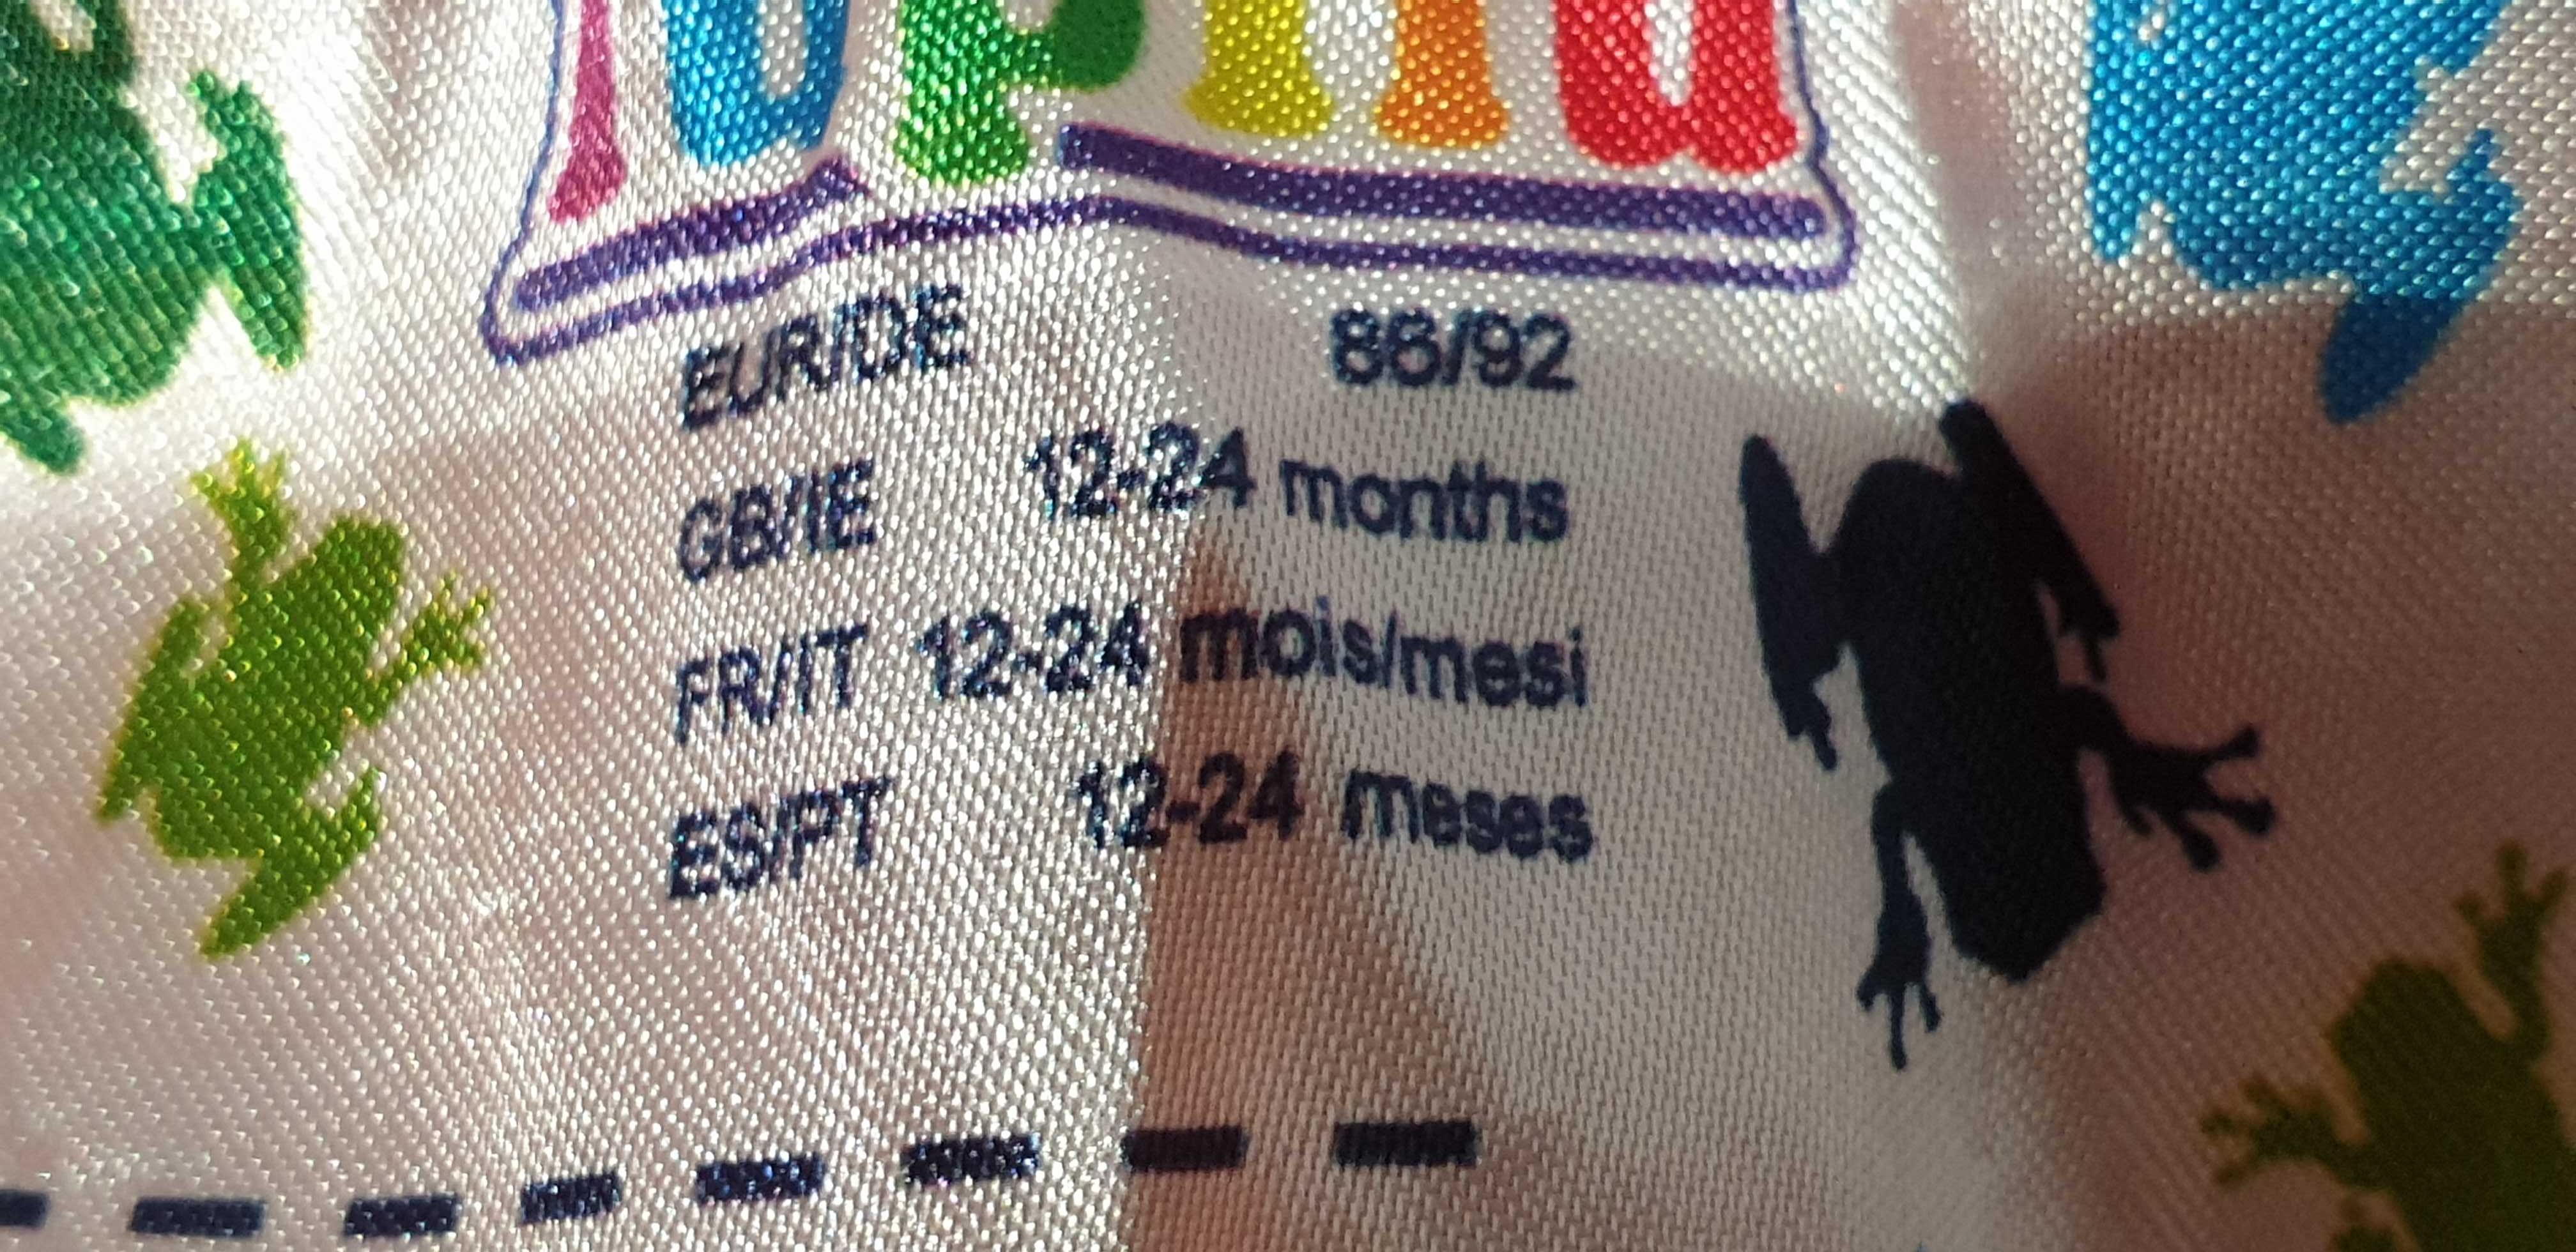 lupilu
EUR/DE 86/92
GB/IE 12-24 months
FR/IT 12-24 mois/mesi
ES/PT 12-24 meses